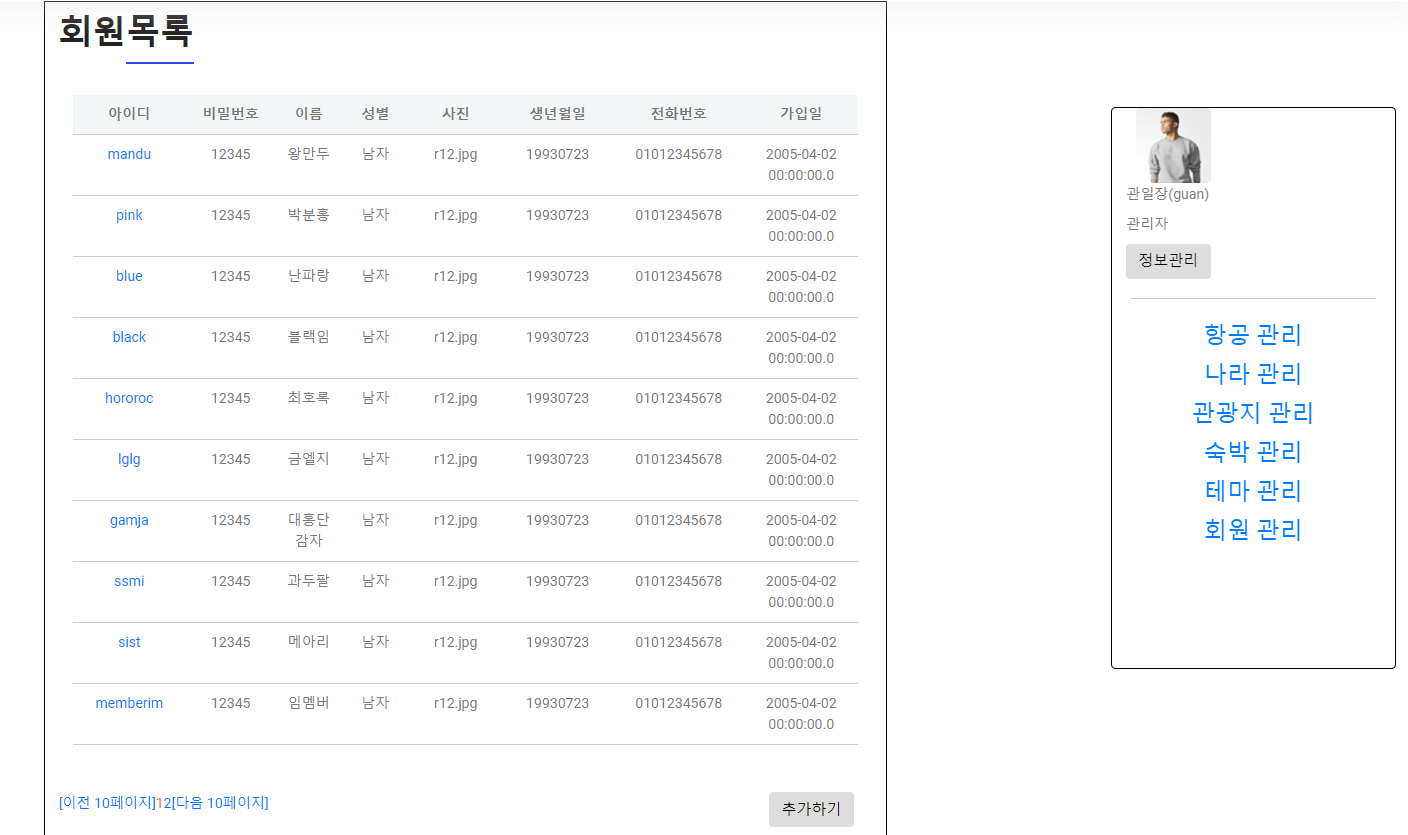 회원목록
아이디 비밀번호 이름 성별 사진 생년월일 전화번호 가입일
mandu 12345 왕만두 남자 r12.jpg 19930723 01012345678 2005-04-02
00:00:00.0
pink 12345 박분홍 남자 r12.jpg 19930723 01012345678 2005-04-02
00:00:00.0
blue 12345 난파랑 남자 r12.jpg 19930723 01012345678 2005-04-02
00:00:00.0
black 12345 블랙임 남자 r12.jpg 19930723 01012345678 2005-04-02
00:00:00.0
hororoc 12345 최호록 남자 r12.jpg 19930723 01012345678 2005-04-02
00:00:00.0
lglg 12345 금엘지 남자 r12.jpg 19930723 01012345678 2005-04-02
00:00:00.0
gamja 12345 대홍단 남자 r12.jpg 19930723 01012345678 2005-04-02
감자 00:00:00.0
ssmi 12345 과두팔 남자 r12.jpg 19930723 01012345678 2005-04-02
00:00:00.0
sist 12345 메아리 남자 r12.jpg 19930723 01012345678 2005-04-02
00:00:00.0
memberim 12345 임멤버 남자 r12.jpg 19930723 01012345678 2005-04-02
00:00:00.0
[이전 10페이지]12[다음 10페이지]
추가하기
관일장(guan)
관리자
정보관리
항공 관리
나라 관리
관광지 관리
숙박 관리
테마 관리
회원 관리